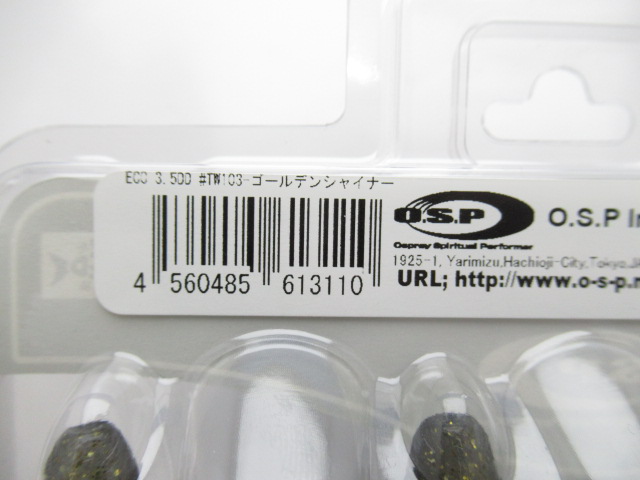 ECO 3.5DD #TW103-ゴールデンシャイナー
4 560485 613110
O.S.P
Osprey Spiritual Performer
O.S.P
1925-1, Yarimizu,Hachioji-City,Tokyo,
URL; http://www.o-s-p.n